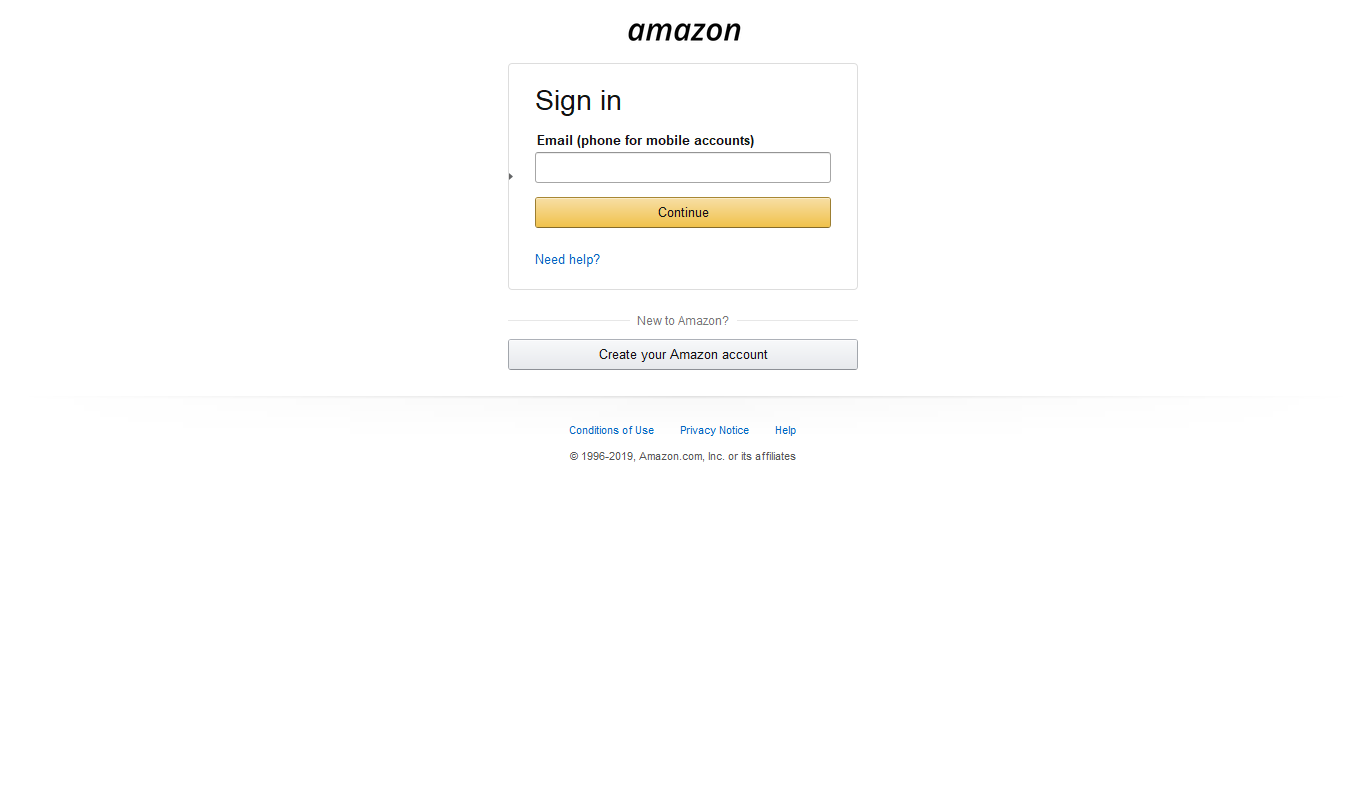 amazon
Sign in
Email (phone for mobile accounts)
Continue
Need help?
New to Amazon?
Create your Amazon account
Conditions of Use Privacy Notice Help
© 1996-2019, Amazon.com, Inc. or its affiliates